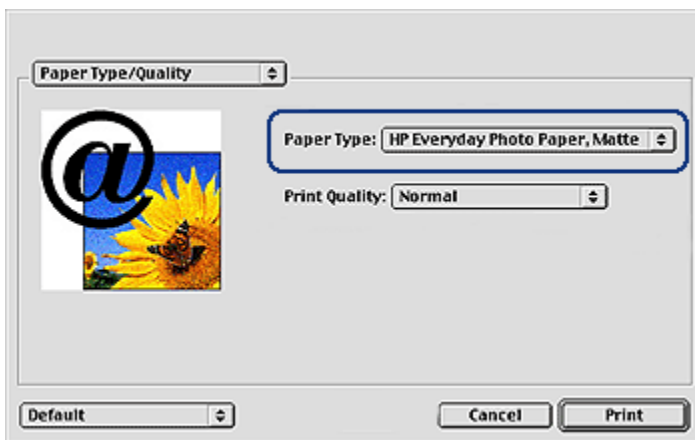 Paper Type/Quality
@
Paper Type: HP Everyday Photo Paper, Matte
Print Quality: Normal
Default
Cancel
Print